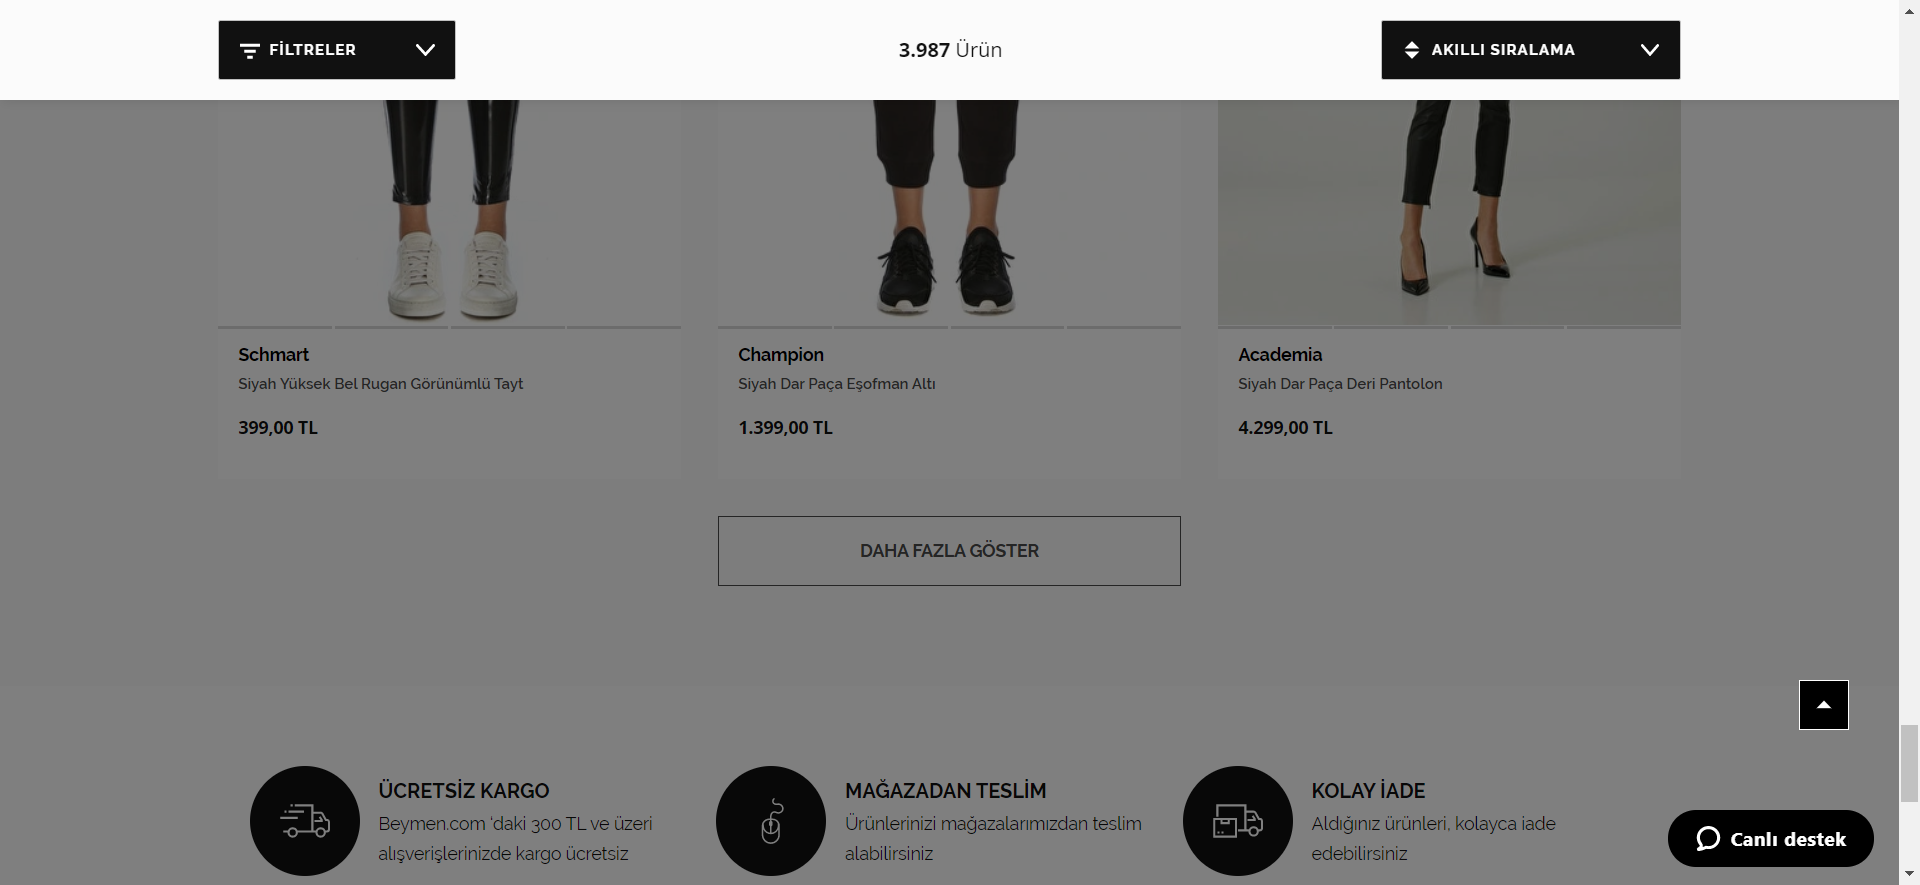 FİLTRELER
3.987 Ürün
AKILLI SIRALAMA
Schmart
Siyah Yüksek Bel Rugan Görünümlü Tayt
399,00 TL
Champion
Siyah Dar Paça Eşofman Altı
1.399,00 TL
Academia
Siyah Dar Paça Deri Pantolon
4.299,00 TL
DAHA FAZLA GÖSTER
ÜCRETSİZ KARGO
Beymen.com 'daki 300 TL ve üzeri
alışverişlerinizde kargo ücretsiz
MAĞAZADAN TESLİM
Ürünlerinizi mağazalarımızdan teslim
alabilirsiniz
KOLAY İADE
Aldığınız ürünleri, kolayca iade
edebilirsiniz
Canlı destek